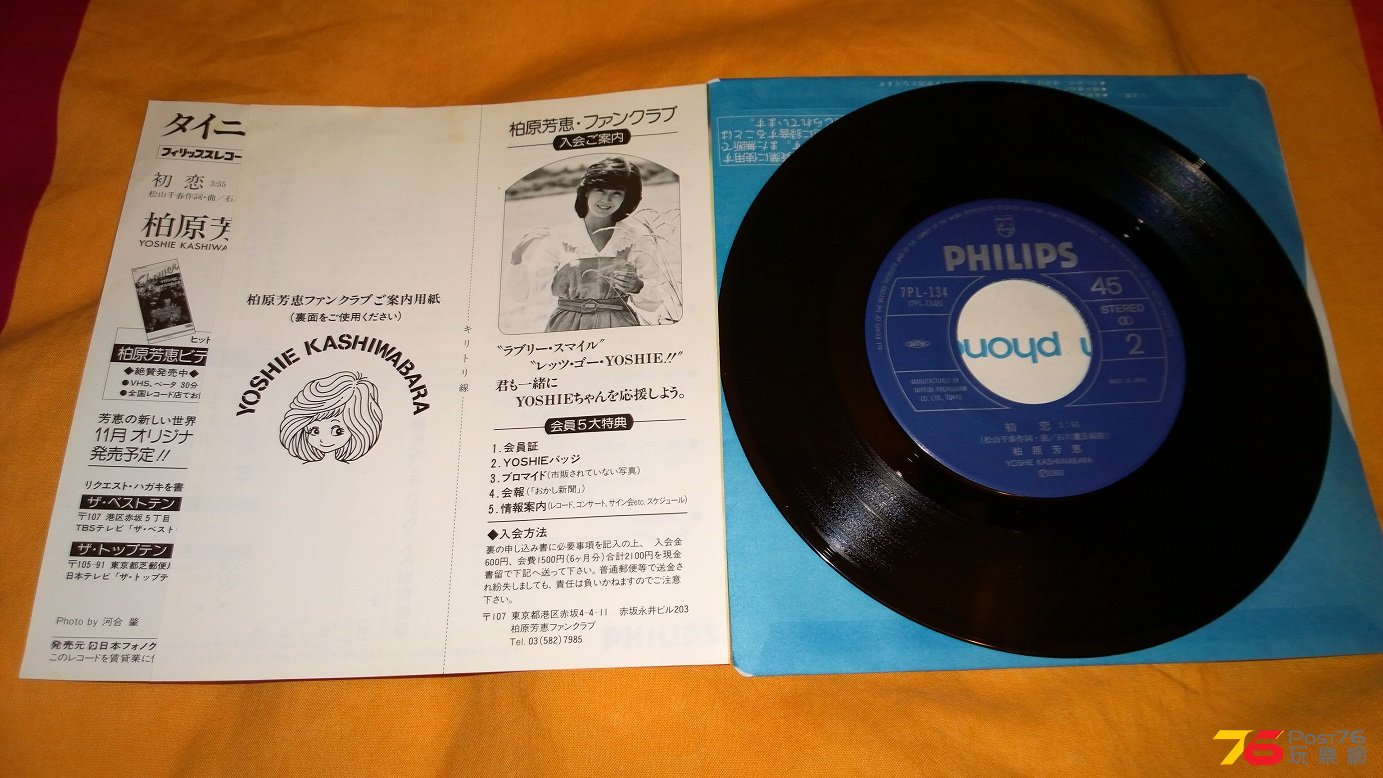 タイニ
フィリップスレコー
初恋 3:55
松山千春作詞・曲／石
柏原芳
YOSHIE KASHIWA
ヒット
柏原芳恵ビデ
◆絶賛発売中◆
●VHS、ベータ 30分
●全国レコード店でお
芳恵の新しい世界
11月オリジナ
発売予定!!
リクエスト・ハガキを書
ザ・ベストテン
〒107 港区赤坂5丁目
TBSテレビ「ザ・ベスト
ザ・トップテン
〒105-91 東京都芝郵便
日本テレビ「ザ・トップテ
Photo by 河合 肇
発売元 日本フォノグ
このレコードを賃貸業に
柏原芳恵ファンクラブご案内用紙
(裏面をご使用ください)
YOSHIE KASHIWABARA
キリトリ線
柏原芳恵・ファンクラブ
入会ご案内
"ラブリー・スマイル"
"レッツ・ゴー・YOSHIE!!"
君も一緒に
YOSHIEちゃんを応援しよう。
会員5大特典
1. 会員証
2. YOSHIEバッジ
3. ブロマイド(市販されていない写真)
4. 会報(「おかし新聞」)
5. 情報案内(レコード、コンサート、サイン会etc. スケジュール)
◆入会方法
裏の申し込み書に必要事項を記入の上、入会金
600円、会費1500円(6ヶ月分)合計2100円を現金
書留で下記へ送って下さい。普通郵便等で送金さ
れ紛失しましても、責任は負いかねますのでご注意
下さい。
〒107 東京都港区赤坂4-4-11 赤坂永井ビル203
柏原芳恵ファンクラブ
Tel. 03(582)7985
PHILIPS
7PL-134
(7PL-134B)
45
STEREO
2
MANUFACTURED BY
NIPPON PHONOGRAM
CO. LTD., TOKYO
MADE IN JAPAN
phon
初恋 3:55
柏原芳恵
YOSHIE KASHIWABARA
76 Post76
玩樂網